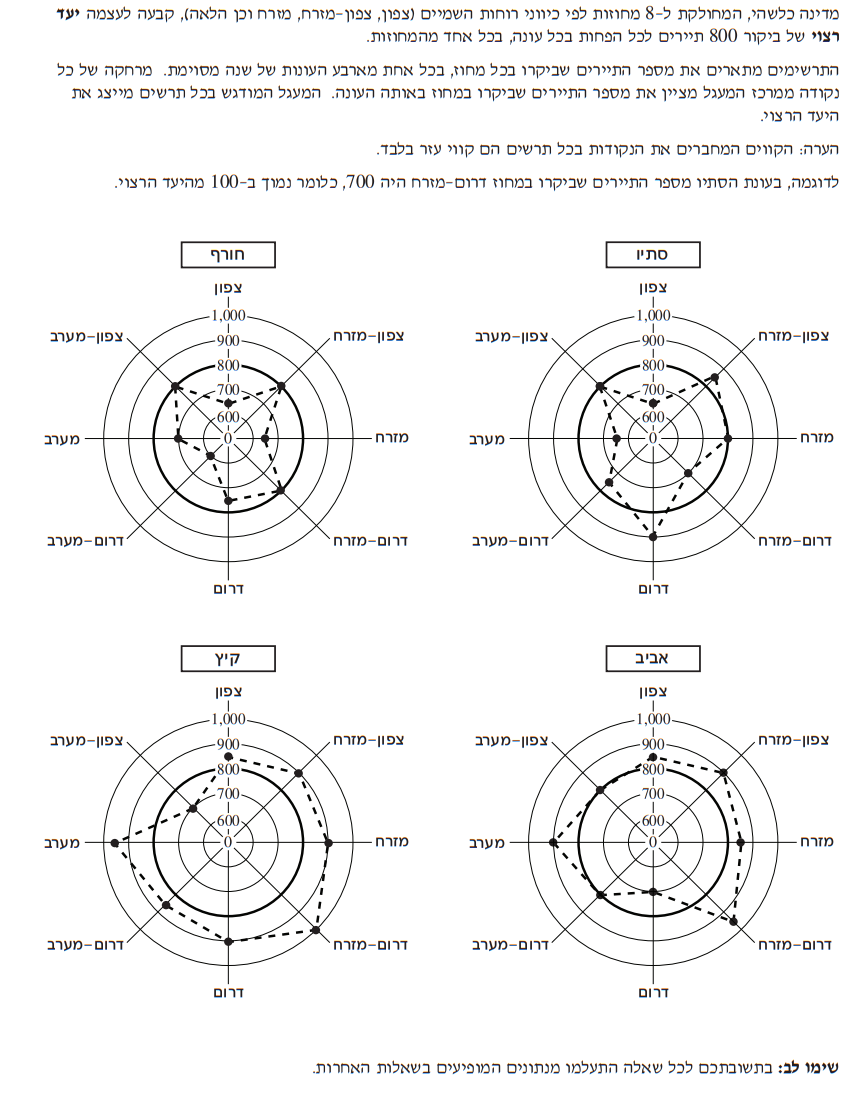 מדינה כלשהי, המחולקת ל-8 מחוזות לפי כיווני רוחות השמיים (צפון, צפון-מזרח, מזרח וכן הלאה), קבעה לעצמה יעד
רצוי של ביקור 800 תיירים לכל הפחות בכל עונה, בכל אחד מהמחוזות.
התרשימים מתארים את מספר התיירים שביקרו בכל מחוז, בכל אחת מארבע העונות של שנה מסוימת. מרחקה של כל
נקודה ממרכז המעגל מציין את מספר התיירים שביקרו במחוז באותה העונה. המעגל המודגש בכל תרשים מייצג את
היעד הרצוי.
הערה: הקווים המחברים את הנקודות בכל תרשים הם קווי עזר בלבד.
לדוגמה, בעונת הסתיו מספר התיירים שביקרו במחוז דרום-מזרח היה 700, כלומר נמוך ב-100 מהיעד הרצוי.
סתיו
צפון
1,000
צפון-מזרח
צפון-מערב
900
800
700
600
0
מזרח
מערב
דרום-מזרח
דרום-מערב
דרום
חורף
צפון
1,000
צפון-מזרח
צפון-מערב
900
800
700
600
0
מזרח
מערב
דרום-מזרח
דרום-מערב
דרום
אביב
צפון
1,000
צפון-מזרח
צפון-מערב
900
800
700
600
0
מזרח
מערב
דרום-מזרח
דרום-מערב
דרום
קיץ
צפון
1,000
צפון-מזרח
צפון-מערב
900
800
700
600
0
מזרח
מערב
דרום-מזרח
דרום-מערב
דרום
שימו לב: בתשובתכם לכל שאלה התעלמו מנתונים המופיעים בשאלות האחרות.